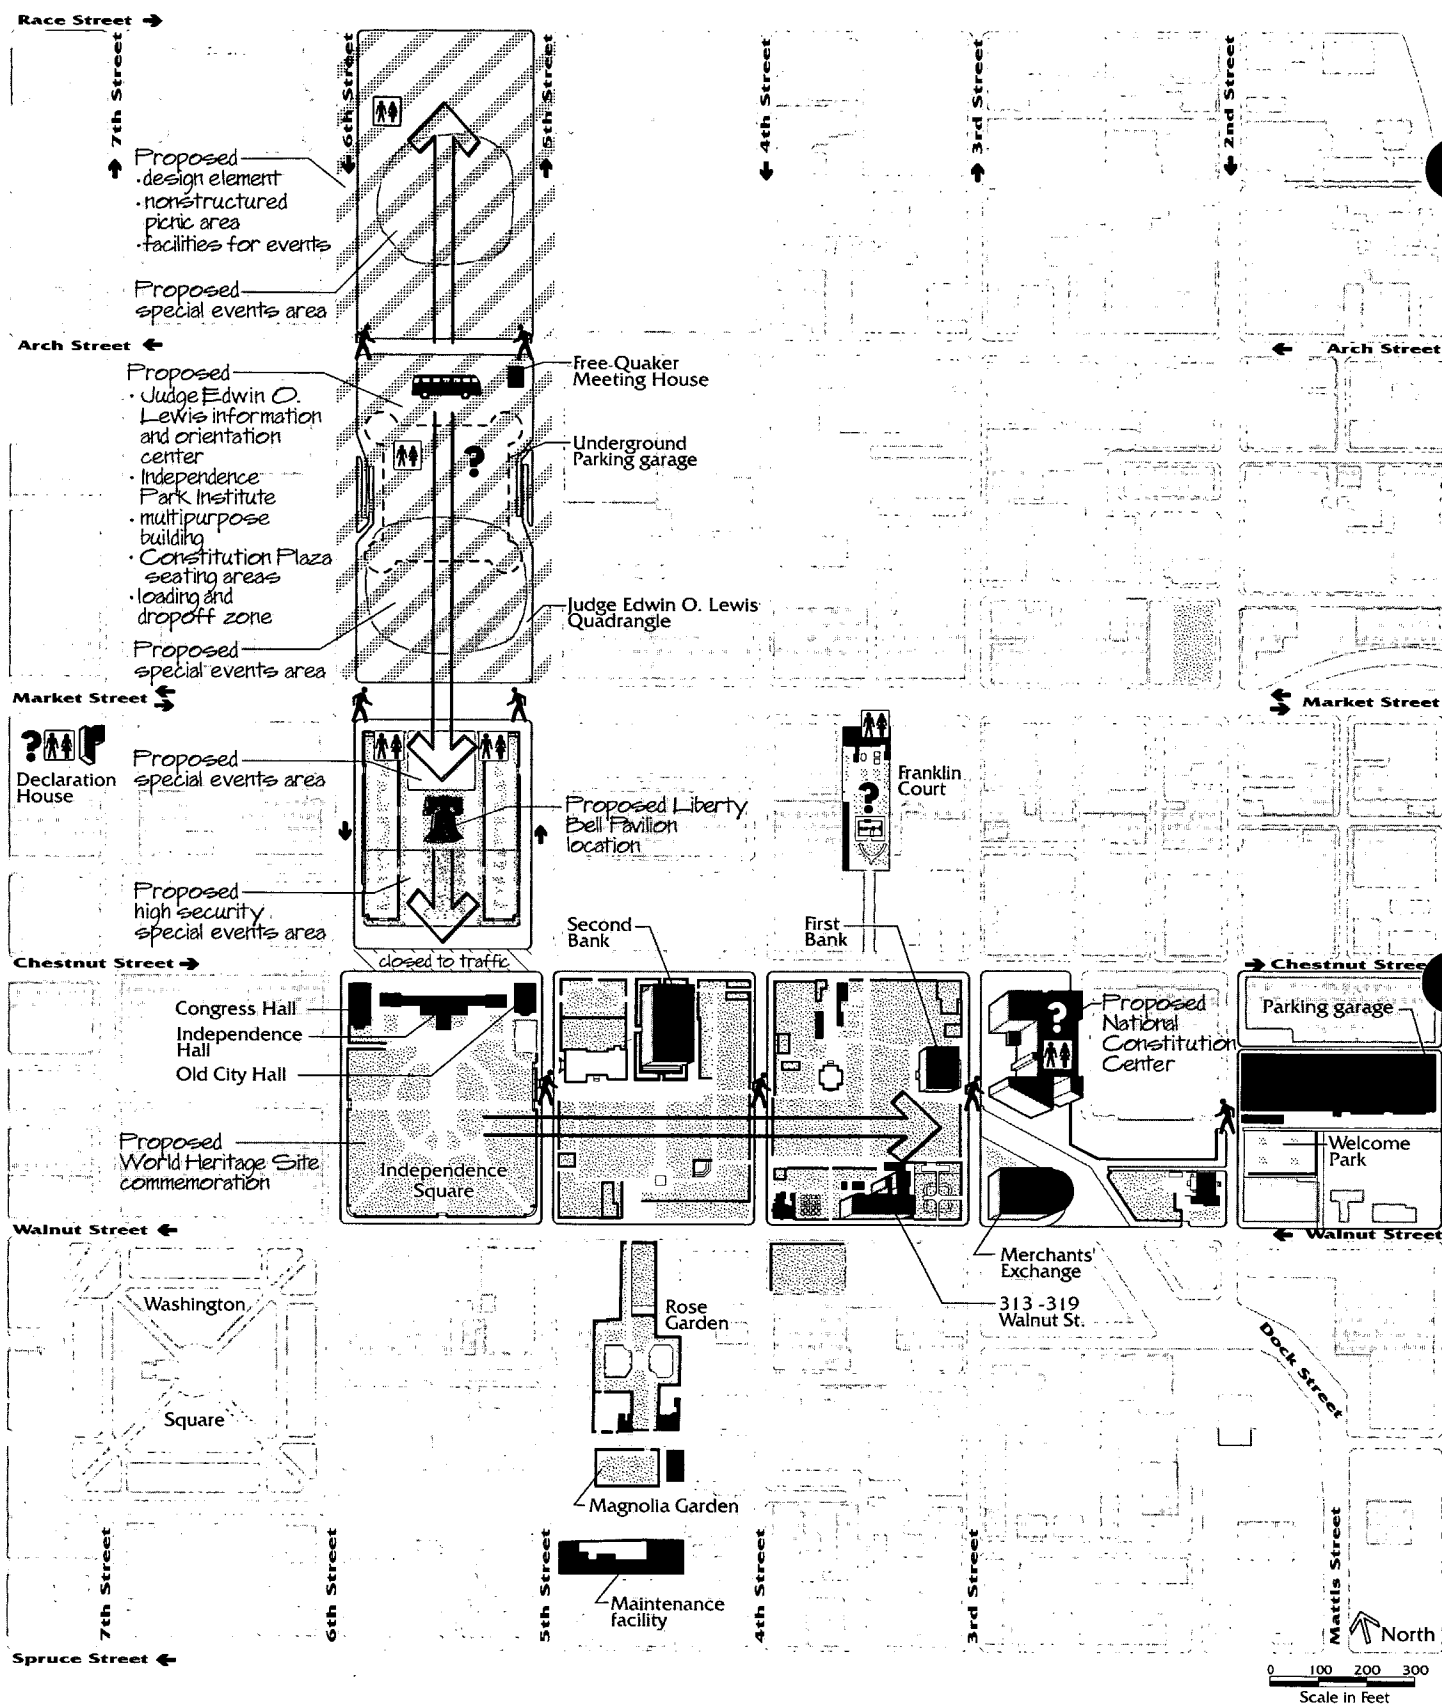 Race Street
7th Street
6th Street
5th Street
4th Street
3rd Street
2nd Street
Proposed
·design element
·nonstructured
picnic area
·facilities for events
Proposed
special events area
Arch Street
Arch Street
Free Quaker
Meeting House
Proposed
· Judge Edwin O.
Lewis information
and orientation
center
· Independence
Park Institute
· multipurpose
building
· Constitution Plaza
seating areas
· loading and
dropoff zone
?
Underground
Parking garage
Judge Edwin O. Lewis
Quadrangle
Proposed
special events area
Market Street
Market Street
?
Declaration
House
Proposed
special events area
Proposed Liberty
Bell Pavilion
location
?
Franklin
Court
Proposed
high security
special events area
Second
Bank
First
Bank
closed to traffic
Chestnut Street
Chestnut Street
Congress Hall
Independence
Hall
Old City Hall
?
Proposed
National
Constitution
Center
Parking garage
Proposed
World Heritage Site
commemoration
Independence
Square
Welcome
Park
Walnut Street
Walnut Street
Merchants'
Exchange
313-319
Walnut St.
Washington
Square
Rose
Garden
Dock Street
Magnolia Garden
Maintenance
facility
7th Street
6th Street
5th Street
4th Street
3rd Street
Mattis Street
North
Spruce Street
0 100 200 300
Scale in Feet